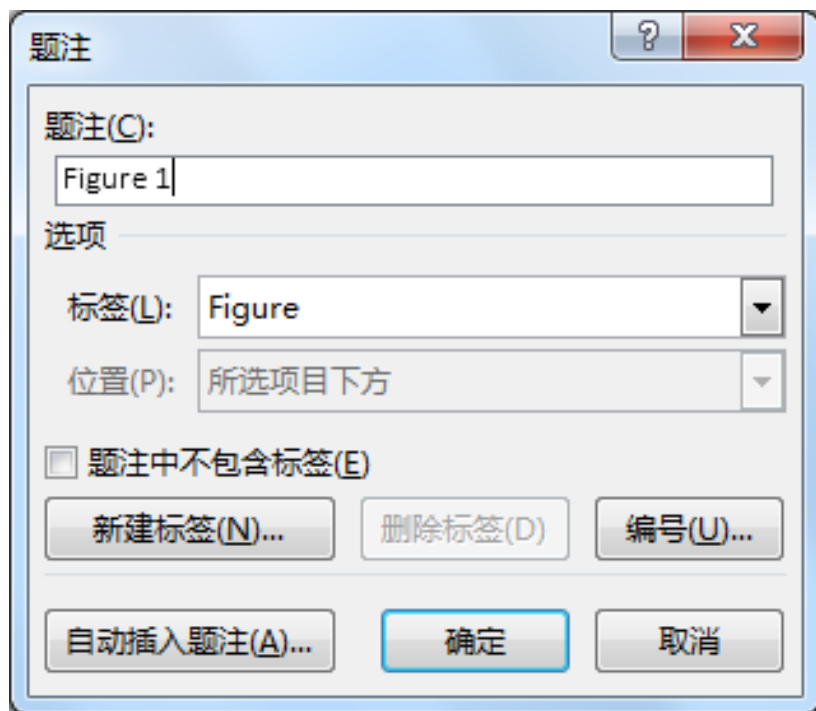 题注
题注(C):
Figure 1
选项
标签(L): Figure
位置(P): 所选项目下方
题注中不包含标签(E)
新建标签(N)... 删除标签(D) 编号(U)...
自动插入题注(A)... 确定 取消